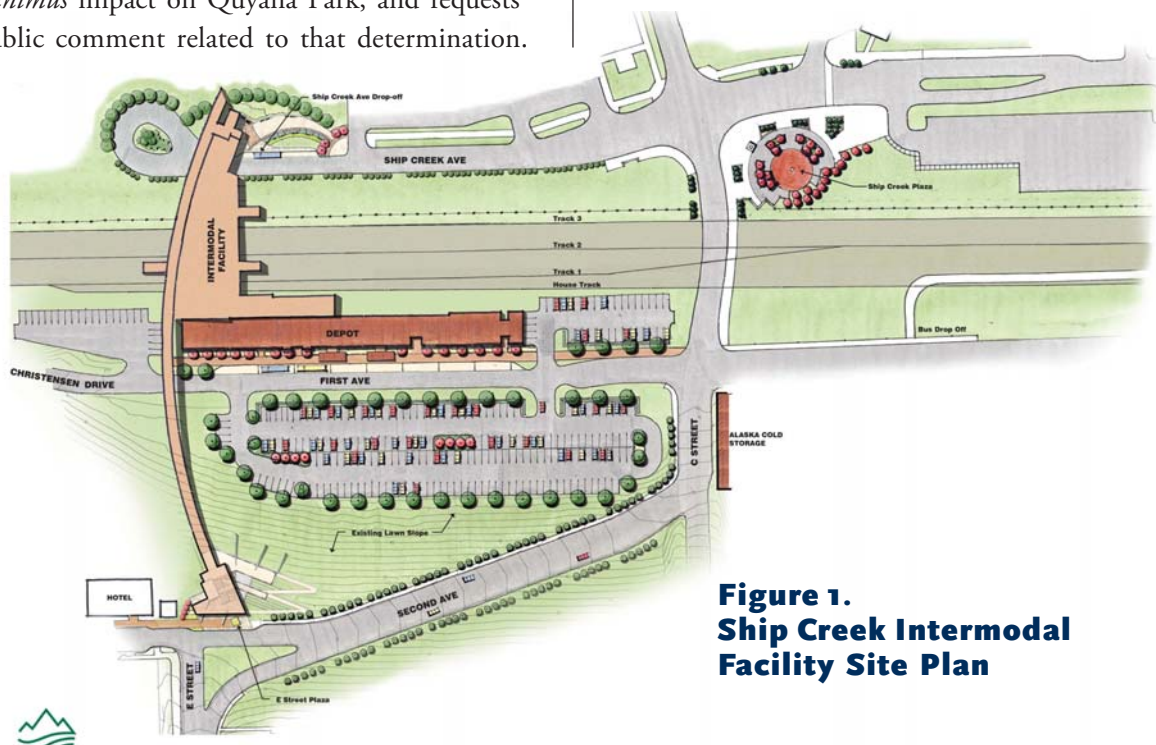 nimus impact on Quyana Park, and requests
blic comment related to that determination.
Ship Creek Ave Drop-off
SHIP CREEK AVE
Ship Creek Plaza
INTERMODAL
FACILITY
Track 3
Track 2
Track 1
House Track
Bus Drop Off
DEPOT
CHRISTENSEN DRIVE
FIRST AVE
C STREET
ALASKA COLD
STORAGE
Existing Lawn Slope
HOTEL
SECOND AVE
E STREET
E Street Plaza
Figure 1.
Ship Creek Intermodal
Facility Site Plan